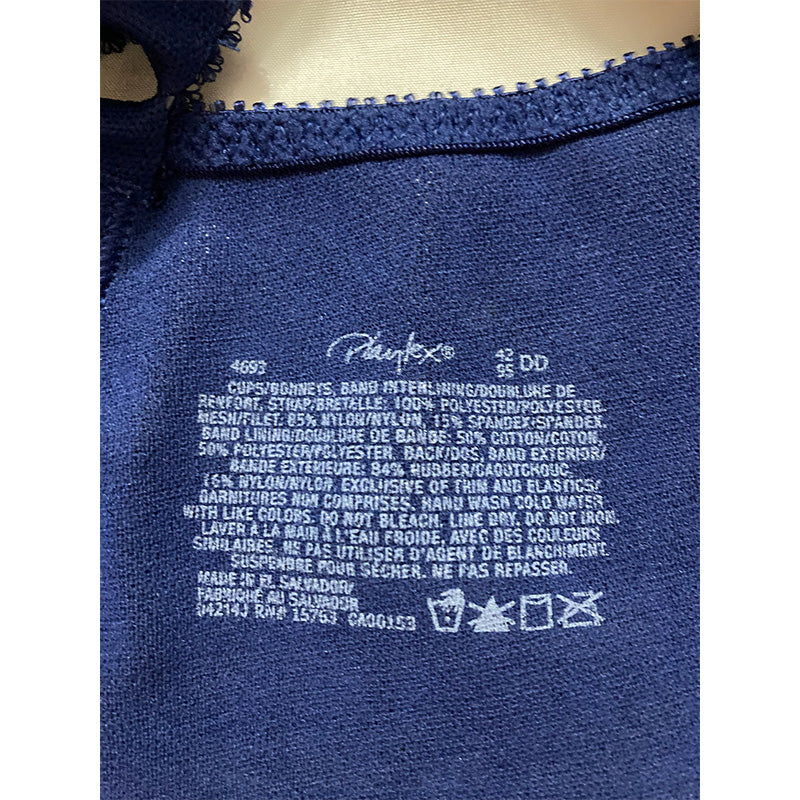 Playtex®
4693
42
95 DD
CUPS/BONNETS, BAND INTERLINING/DOUBLURE DE
RENFORT, STRAP/BRETELLE: 100% POLYESTER/POLYESTER.
MESH/FILET: 85% NYLON/NYLON, 15% SPANDEX/SPANDEX.
BAND LINING/DOUBLURE DE BANDE: 50% COTTON/COTON,
50% POLYESTER/POLYESTER. BACK/DOS, BAND EXTERIOR/
BANDE EXTÉRIEURE: 84% RUBBER/CAOUTCHOUC,
16% NYLON/NYLON. EXCLUSIVE OF TRIM AND ELASTICS/
GARNITURES NON COMPRISES. HAND WASH COLD WATER
WITH LIKE COLORS. DO NOT BLEACH. LINE DRY. DO NOT IRON.
LAVER À LA MAIN À L'EAU FROIDE, AVEC DES COULEURS
SIMILAIRES. NE PAS UTILISER D'AGENT DE BLANCHIMENT.
SUSPENDRE POUR SÉCHER. NE PAS REPASSER.
MADE IN EL SALVADOR/
FABRIQUÉ AU SALVADOR
04214J RN# 15763 CA00153